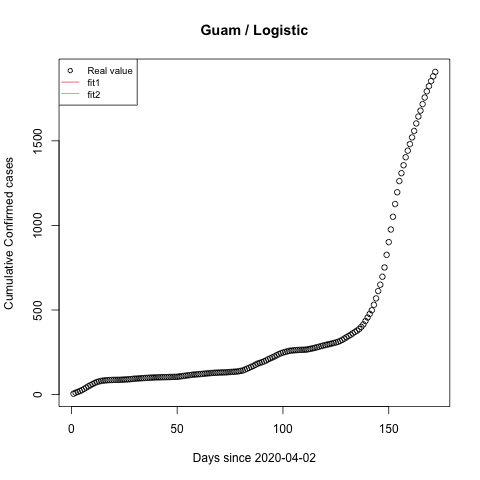 Guam / Logistic
Real value
fit1
fit2
Cumulative Confirmed cases
1500
1000
500
0
0 50 100 150
Days since 2020-04-02